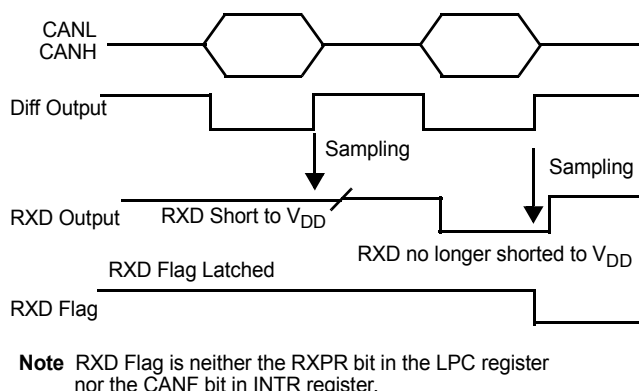 CANL
CANH
Diff Output
Sampling
Sampling
RXD Output
RXD Short to VDD
RXD no longer shorted to VDD
RXD Flag Latched
RXD Flag
Note RXD Flag is neither the RXPR bit in the LPC register
nor the CANF bit in INTR register.